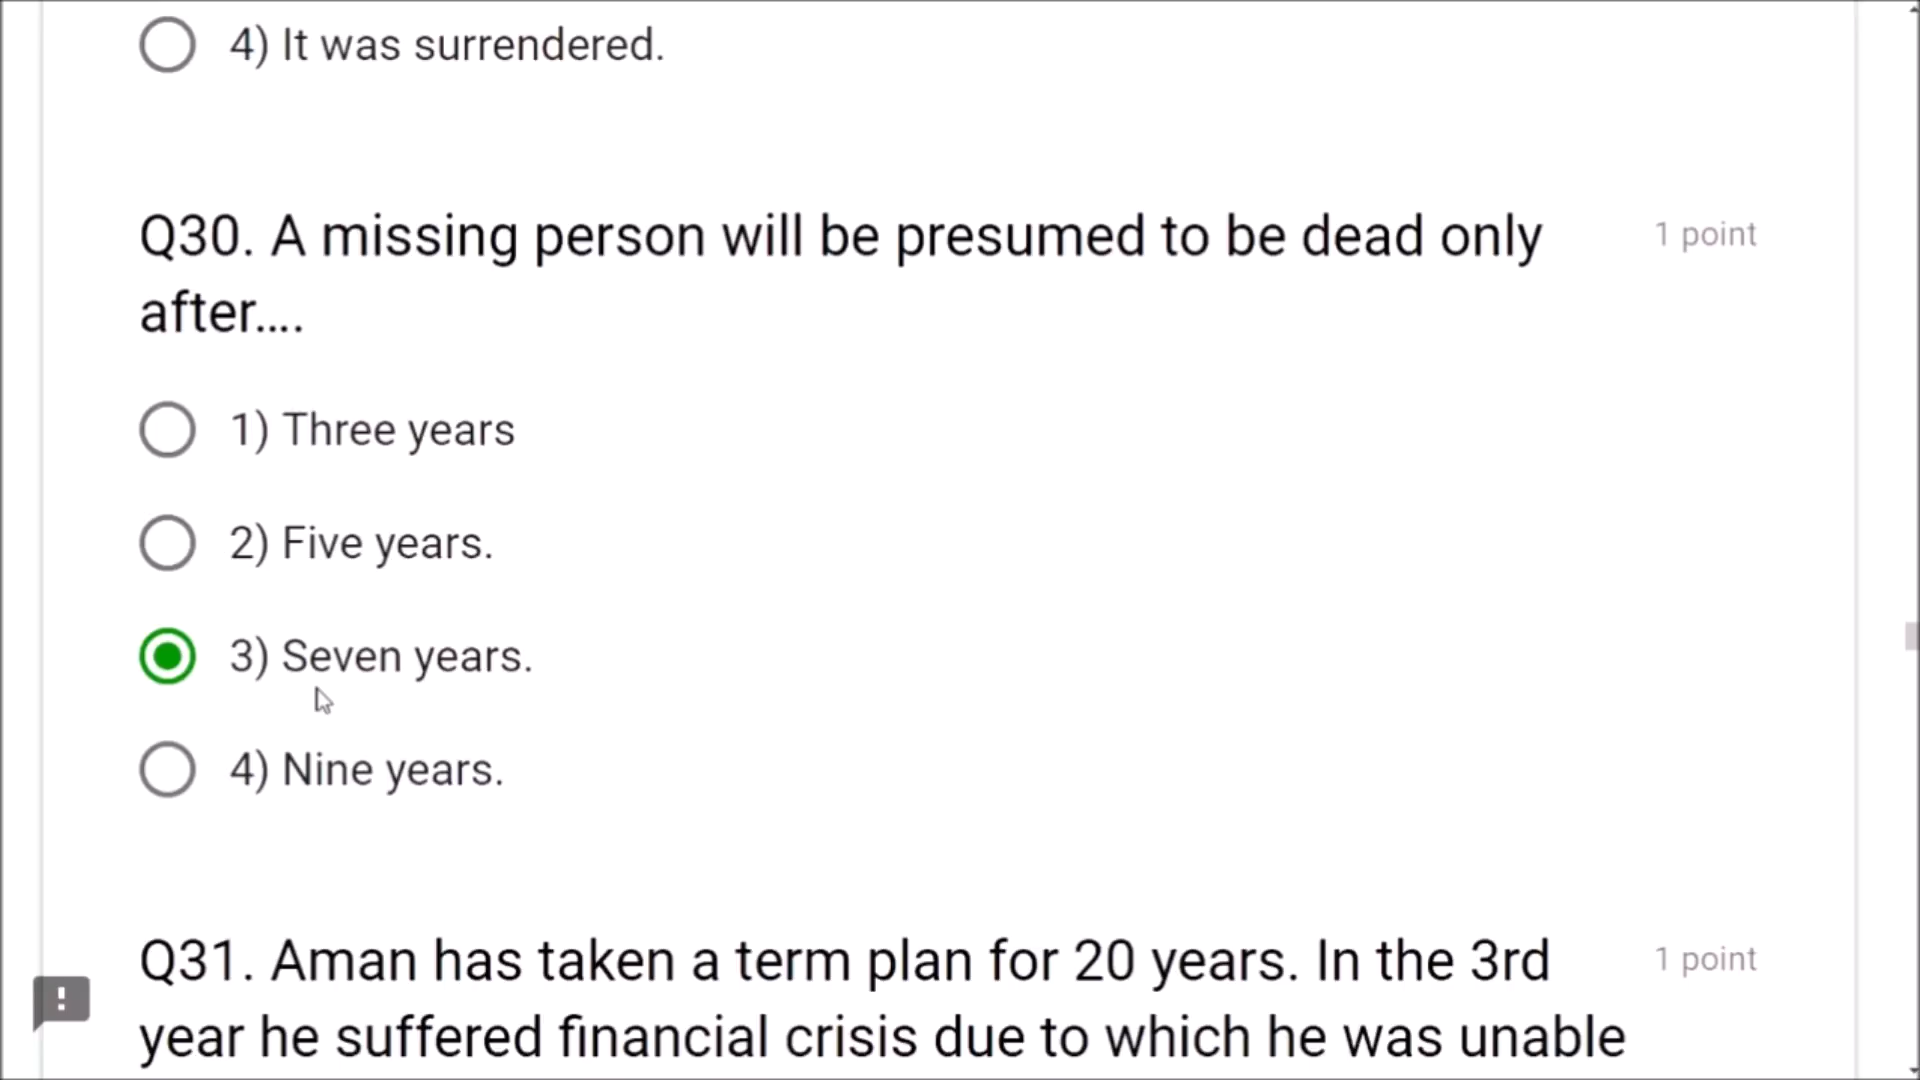 4) It was surrendered.
Q30. A missing person will be presumed to be dead only
1 point
after....
1) Three years
2) Five years.
3) Seven years.
4) Nine years.
Q31. Aman has taken a term plan for 20 years. In the 3rd
1 point
year he suffered financial crisis due to which he was unable